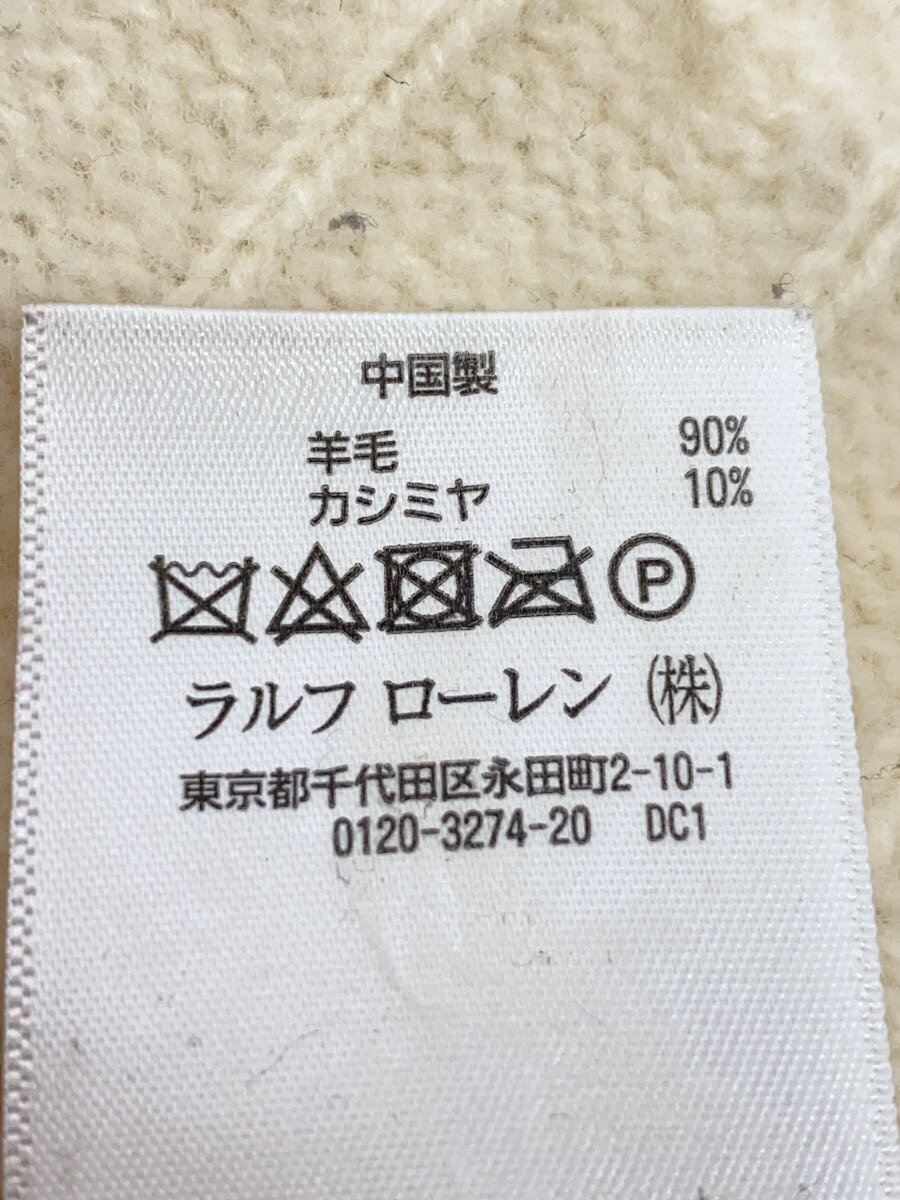 中国製
羊毛 90%
カシミヤ 10%
P
ラルフ ローレン (株)
東京都千代田区永田町2-10-1
0120-3274-20 DC1